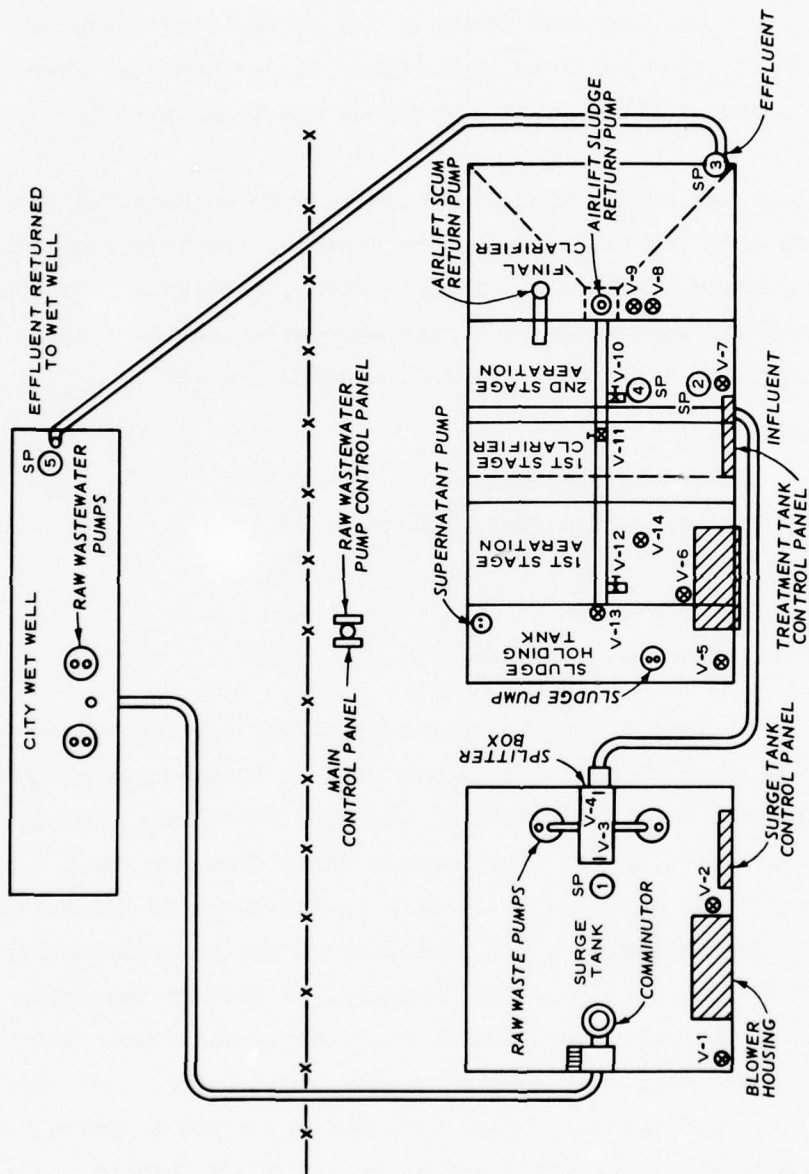 EFFLUENT RETURNED
TO WET WELL
SP
5
CITY WET WELL
RAW WASTEWATER
PUMPS
X X X X X X X X X X X X X
MAIN
CONTROL PANEL
RAW WASTEWATER
PUMP CONTROL PANEL
RAW WASTE PUMPS
SURGE
TANK
COMMINUTOR
SP
1
V-3
V-4
SPLITTER
BOX
V-1
V-2
BLOWER
HOUSING
SURGE TANK
CONTROL PANEL
SUPERNATANT PUMP
SLUDGE
HOLDING
TANK
SLUDGE PUMP
V-5
V-13
1ST STAGE
AERATION
V-12
V-14
V-6
1ST STAGE
CLARIFIER
V-11
2ND STAGE
AERATION
V-10
4
SP
SP
2
V-7
INFLUENT
TREATMENT TANK
CONTROL PANEL
AIRLIFT SCUM
RETURN PUMP
FINAL
CLARIFIER
AIRLIFT SLUDGE
RETURN PUMP
V-9
V-8
SP
3
EFFLUENT